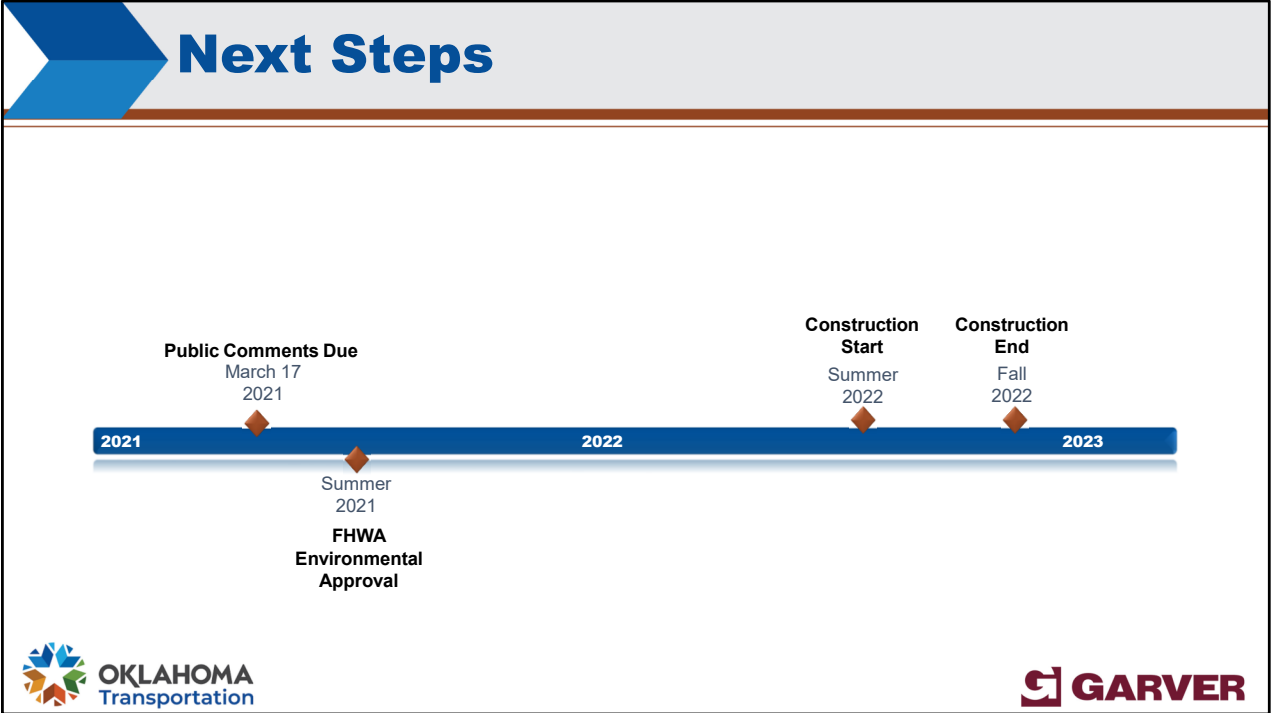 Next Steps
Public Comments Due
March 17
2021
Construction
Start
Summer
2022
Construction
End
Fall
2022
2021
2022
2023
Summer
2021
FHWA
Environmental
Approval
OKLAHOMA
Transportation
GARVER